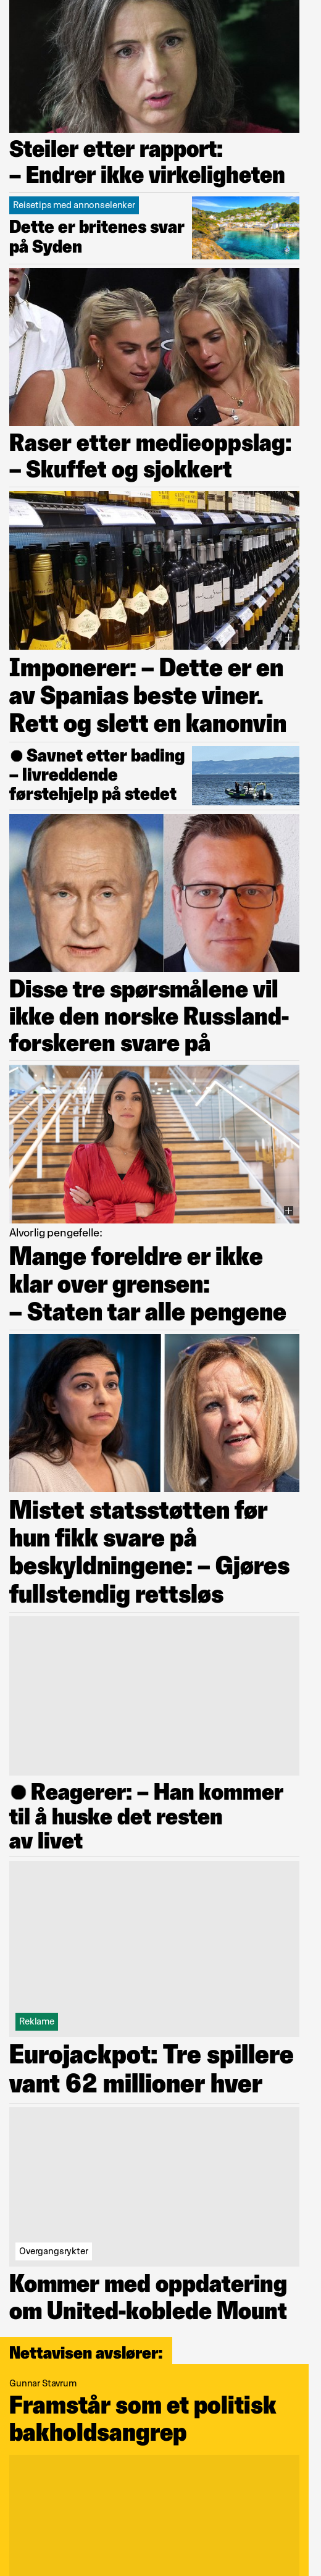 Steiler etter rapport:
– Endrer ikke virkeligheten
Reisetips med annonselenker
Dette er britenes svar
på Syden
Raser etter medieoppslag:
– Skuffet og sjokkert
Imponerer: – Dette er en
av Spanias beste viner.
Rett og slett en kanonvin
● Savnet etter bading
– livreddende
førstehjelp på stedet
Disse tre spørsmålene vil
ikke den norske Russland-
forskeren svare på
Alvorlig pengefelle:
Mange foreldre er ikke
klar over grensen:
– Staten tar alle pengene
Mistet statsstøtten før
hun fikk svare på
beskyldningene: – Gjøres
fullstendig rettsløs
● Reagerer: – Han kommer
til å huske det resten
av livet
Reklame
Eurojackpot: Tre spillere
vant 62 millioner hver
Overgangsrykter
Kommer med oppdatering
om United-koblede Mount
Nettavisen avslører:
Gunnar Stavrum
Framstår som et politisk
bakholdsangrep